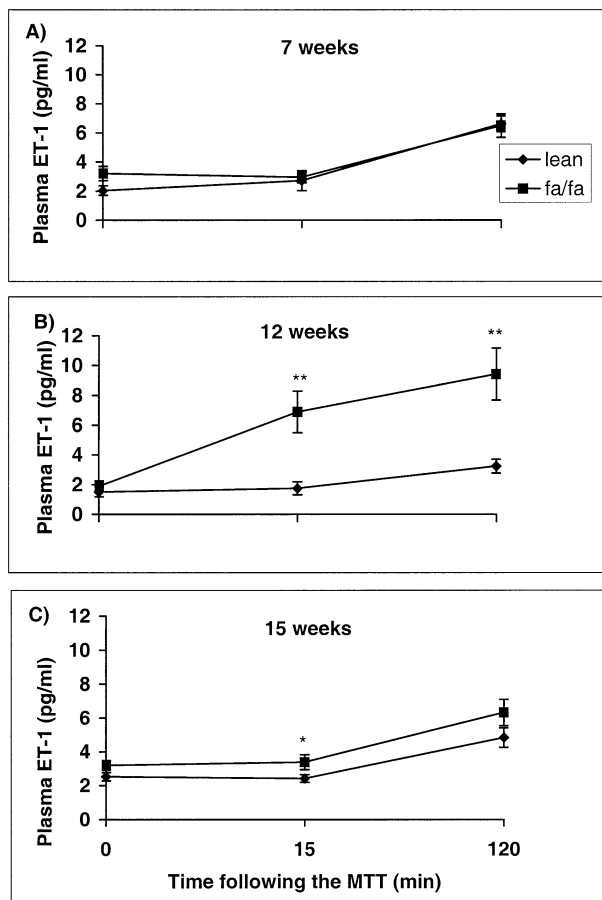 A)
7 weeks
Plasma ET-1 (pg/ml)
12
10
8
6
4
2
0
lean
fa/fa
B)
12 weeks
Plasma ET-1 (pg/ml)
12
10
8
6
4
2
0
**
**
C)
15 weeks
Plasma ET-1 (pg/ml)
12
10
8
6
4
2
0
*
0
15
120
Time following the MTT (min)